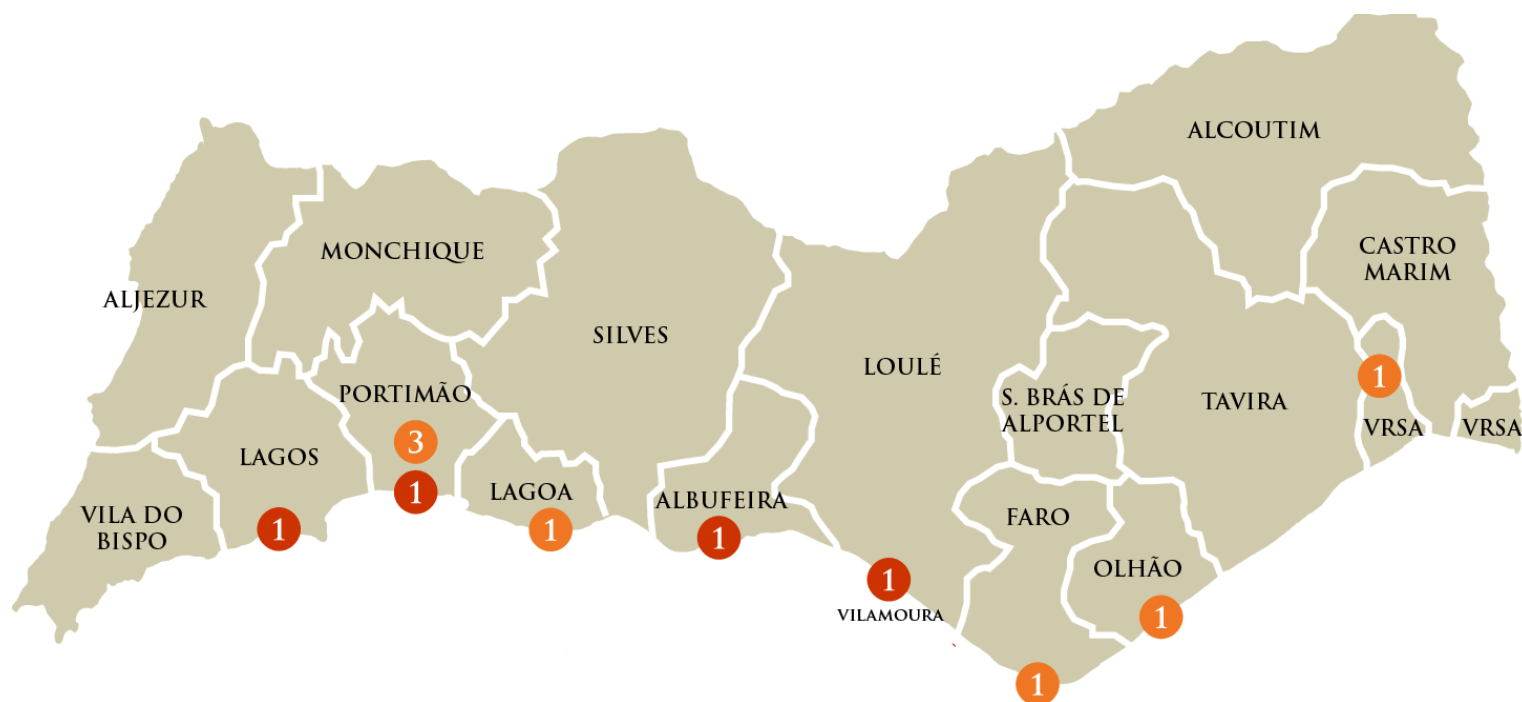 ALCOUTIM
MONCHIQUE
CASTRO
MARIM
ALJEZUR
SILVES
LOULÉ
1
PORTIMÃO
S. BRÁS DE
ALPORTEL
TAVIRA
VRSA
VRSA
3
LAGOS
1
LAGOA
ALBUFEIRA
VILA DO
BISPO
1
1
1
FARO
OLHÃO
1
VILAMOURA
1
1